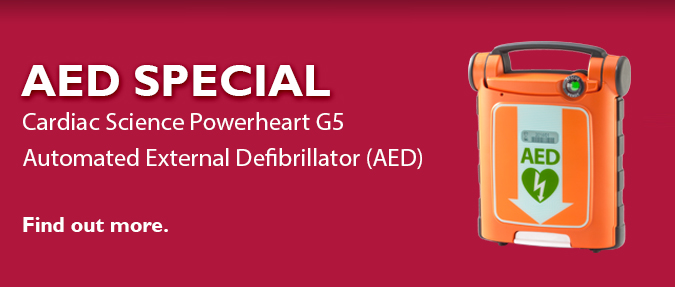 AED SPECIAL
Cardiac Science Powerheart G5
Automated External Defibrillator (AED)
Find out more.
AED